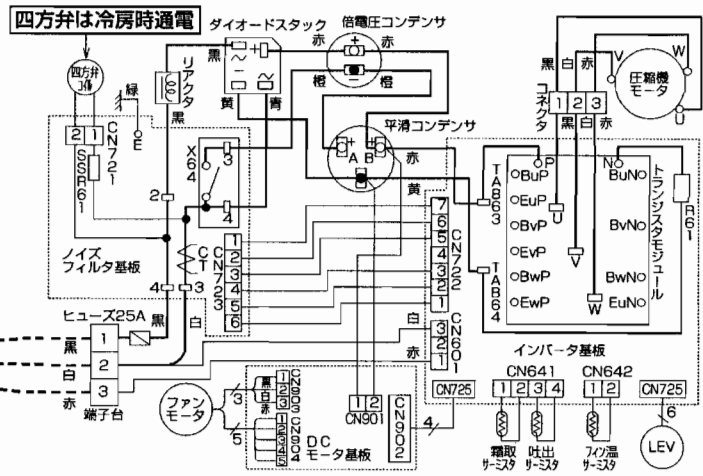 四方弁は冷房時通電
ダイオードスタック
倍電圧コンデンサ
赤
赤
黒
＋
−
橙
橙
黄
青
リアクタ
黒
四方弁
コイル
緑
E
2 1
CN721
SSR61
X64
3
4
2
ノイズ
フィルタ基板
CT
4 3
CN723
1
2
3
4
5
6
平滑コンデンサ
A B
赤
黄
7
6
5
4
3
2
1
CN722
3
2
1
CN601
白
赤
ヒューズ25A
黒
白
1
2
3
黒
白
赤
端子台
ファン
モータ
3
5
黒
白
赤
1
2
3
CN903
1
2
3
4
5
CN904
DC
モータ基板
1 2
CN901
CN902
4
CN725
黒 白 赤
コネクタ
1 2 3
黒 白 赤
V
W
U
圧縮機
モータ
TAB63
TAB64
P
N
BuP
EuP
BvP
EvP
BwP
EwP
BuN
BvN
BwN
EuN
U
V
W
トランジスタモジュール
R61
インバータ基板
CN641
1 2 3 4
CN642
1 2
CN725
6
LEV
霜取
サーミスタ
吐出
サーミスタ
フィン温
サーミスタ